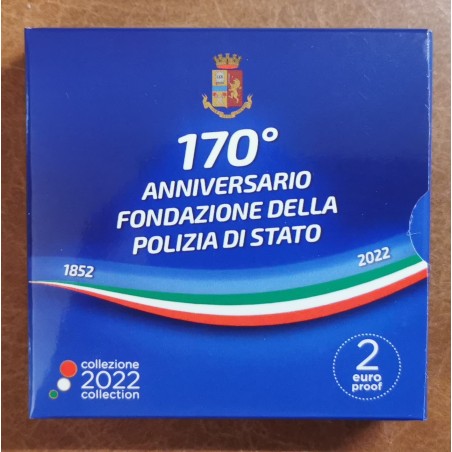 170°
ANNIVERSARIO
FONDAZIONE DELLA
POLIZIA DI STATO
1852
2022
collezione
2022
collection
2
euro
proof